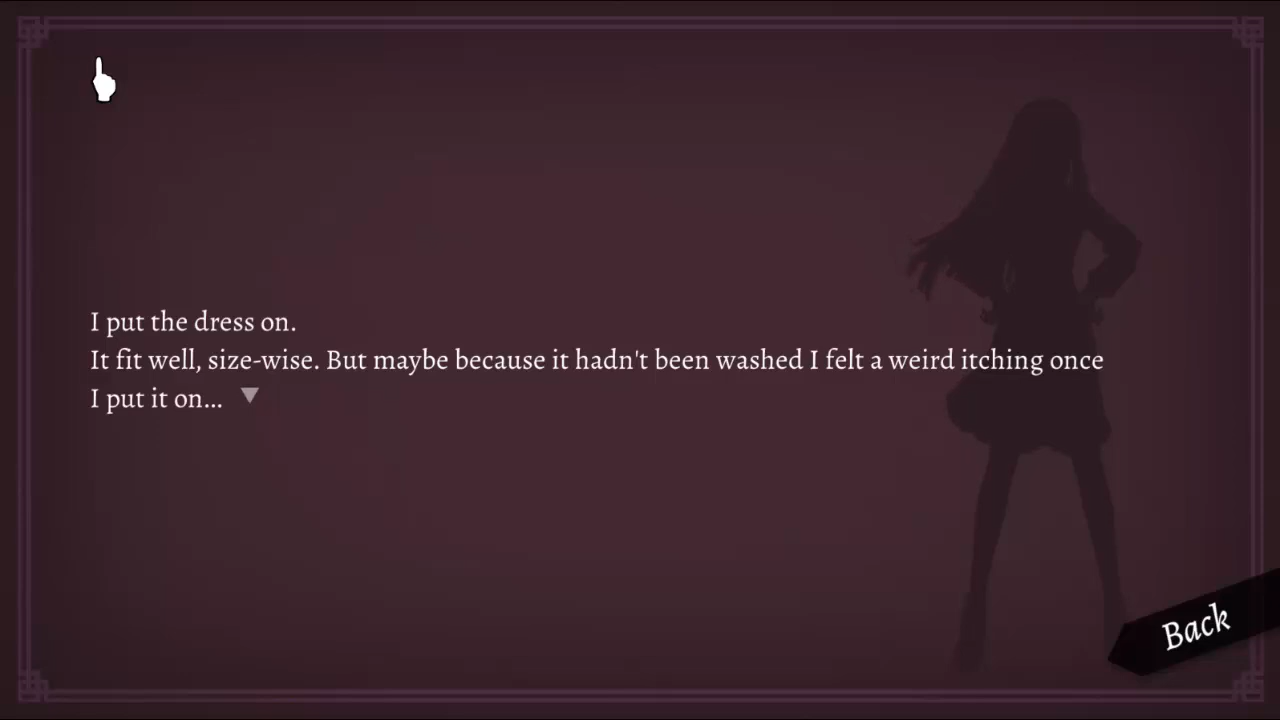 I put the dress on.
It fit well, size-wise. But maybe because it hadn't been washed I felt a weird itching once
I put it on...
Back